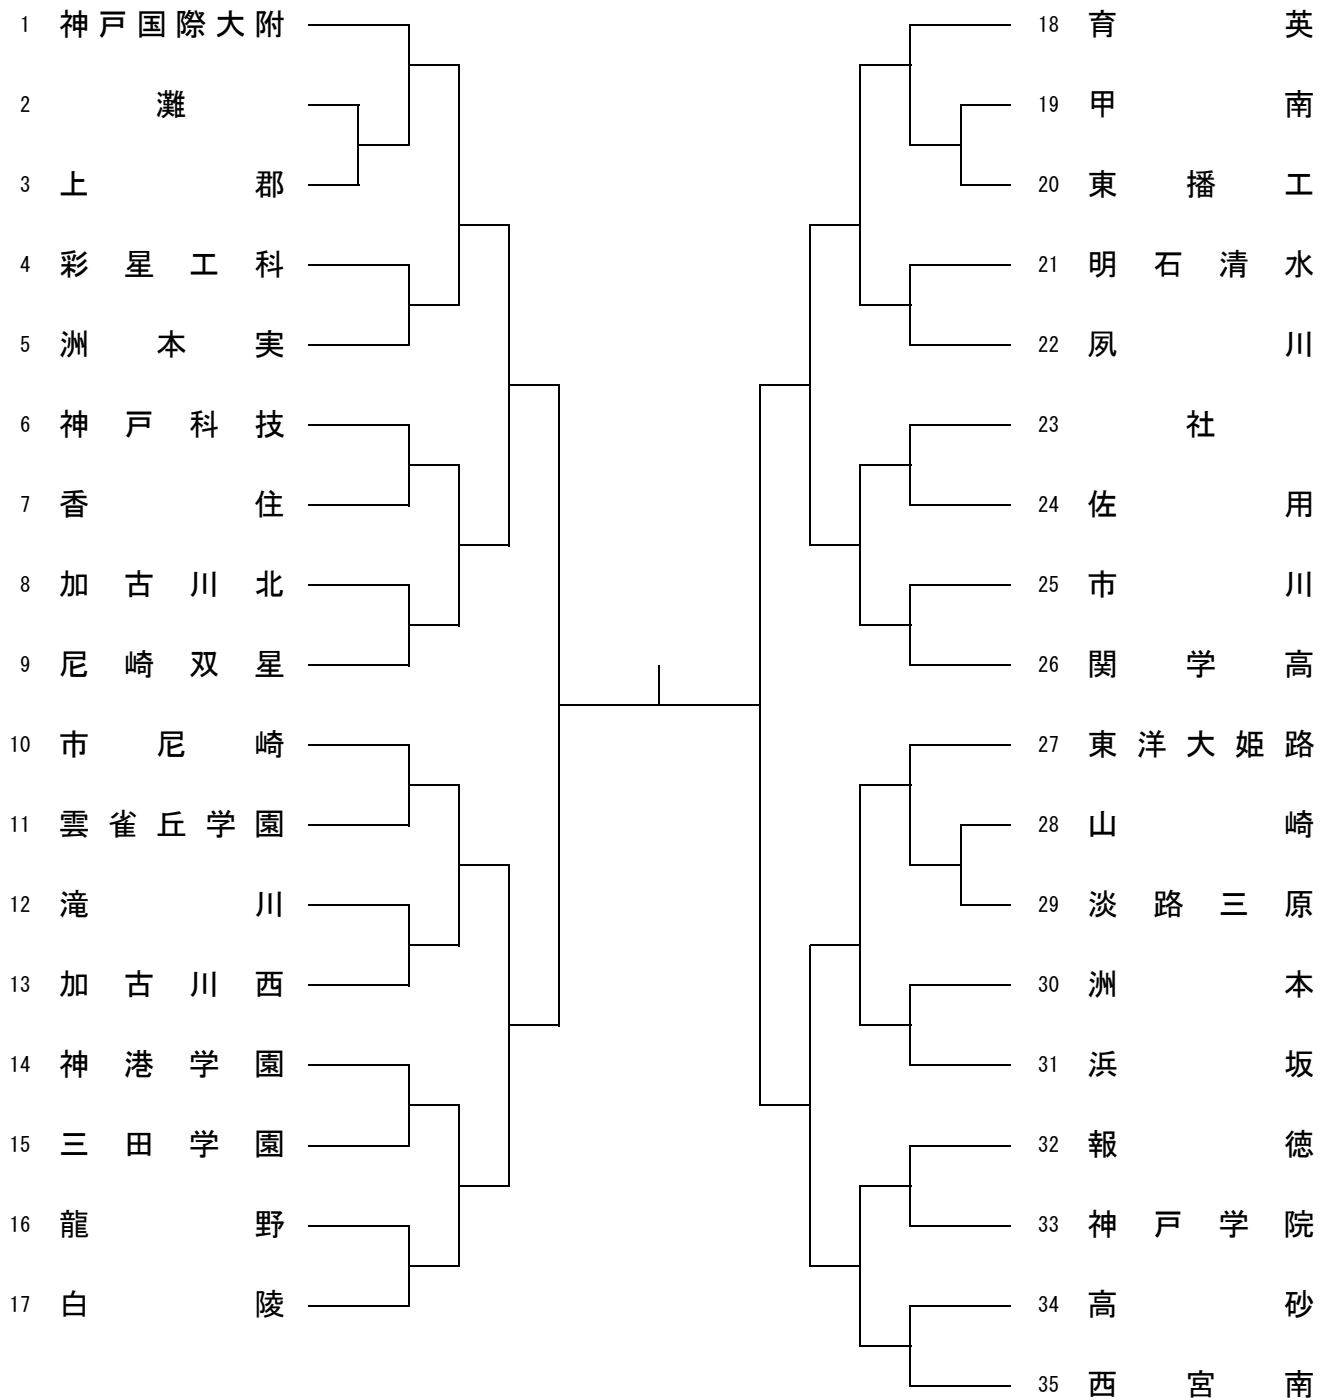 1 神戸国際大附
2 灘
3 上郡
4 彩星工科
5 洲本実
6 神戸科技
7 香住
8 加古川北
9 尼崎双星
10 市尼崎
11 雲雀丘学園
12 滝川
13 加古川西
14 神港学園
15 三田学園
16 龍野
17 白陵
18 育英
19 甲南
20 東播工
21 明石清水
22 夙川
23 社
24 佐用
25 市川
26 関学高
27 東洋大姫路
28 山崎
29 淡路三原
30 洲本
31 浜坂
32 報徳
33 神戸学院
34 高砂
35 西宮南